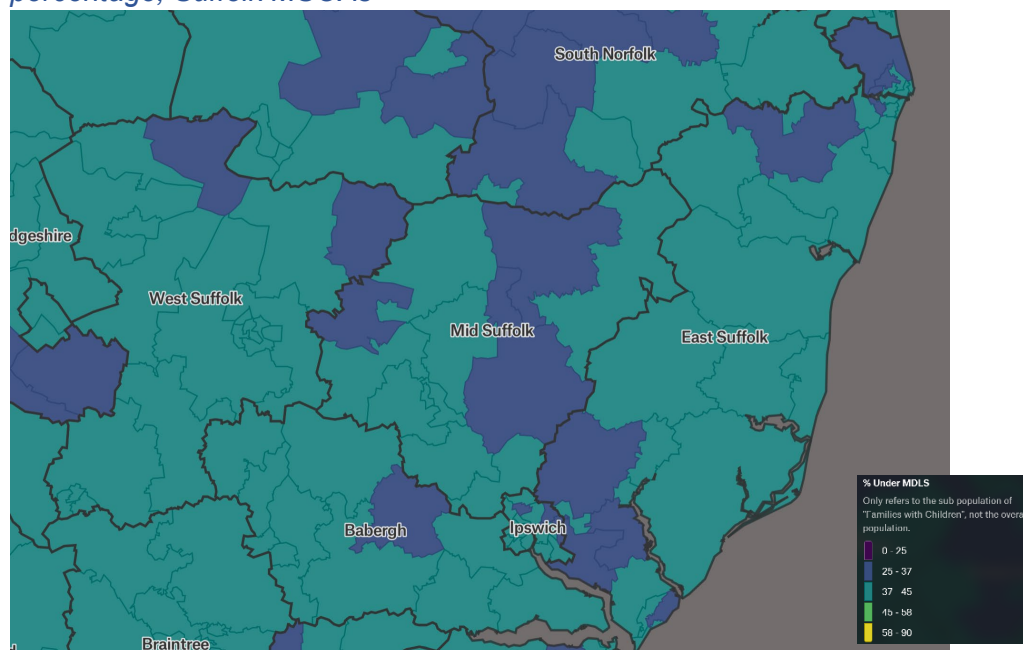 percentage, Suffolk MSOAs
South Norfolk
dgeshire
West Suffolk
Mid Suffolk
East Suffolk
Babergh
Ipswich
Braintree
% Under MDLS
Only refers to the sub population of
"Families with Children", not the overa
population.
0 - 25
25 - 37
37 - 45
45 - 58
58 - 90